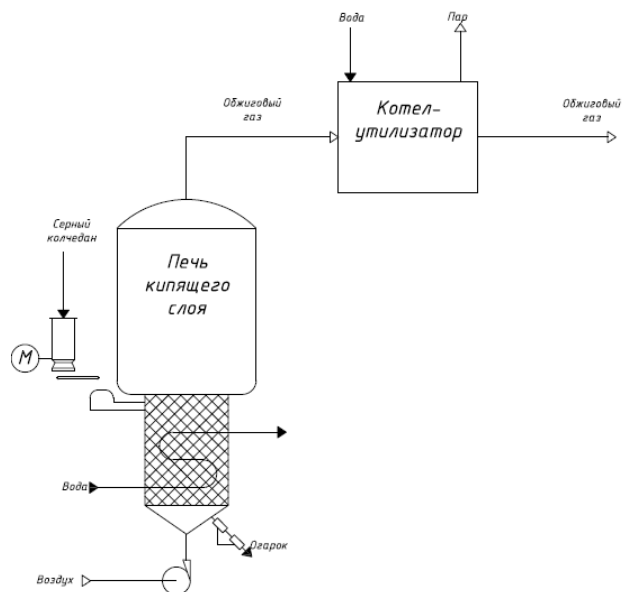 Вода
Пар
Обжиговый
газ
Котел-
утилизатор
Обжиговый
газ
Серный
колчедан
Печь
кипящего
слоя
М
Вода
Огарок
Воздух